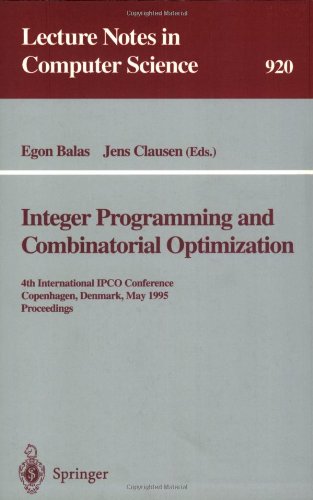 Lecture Notes in
Computer Science 920
Egon Balas Jens Clausen (Eds.)
Integer Programming and
Combinatorial Optimization
4th International IPCO Conference
Copenhagen, Denmark, May 1995
Proceedings
Springer